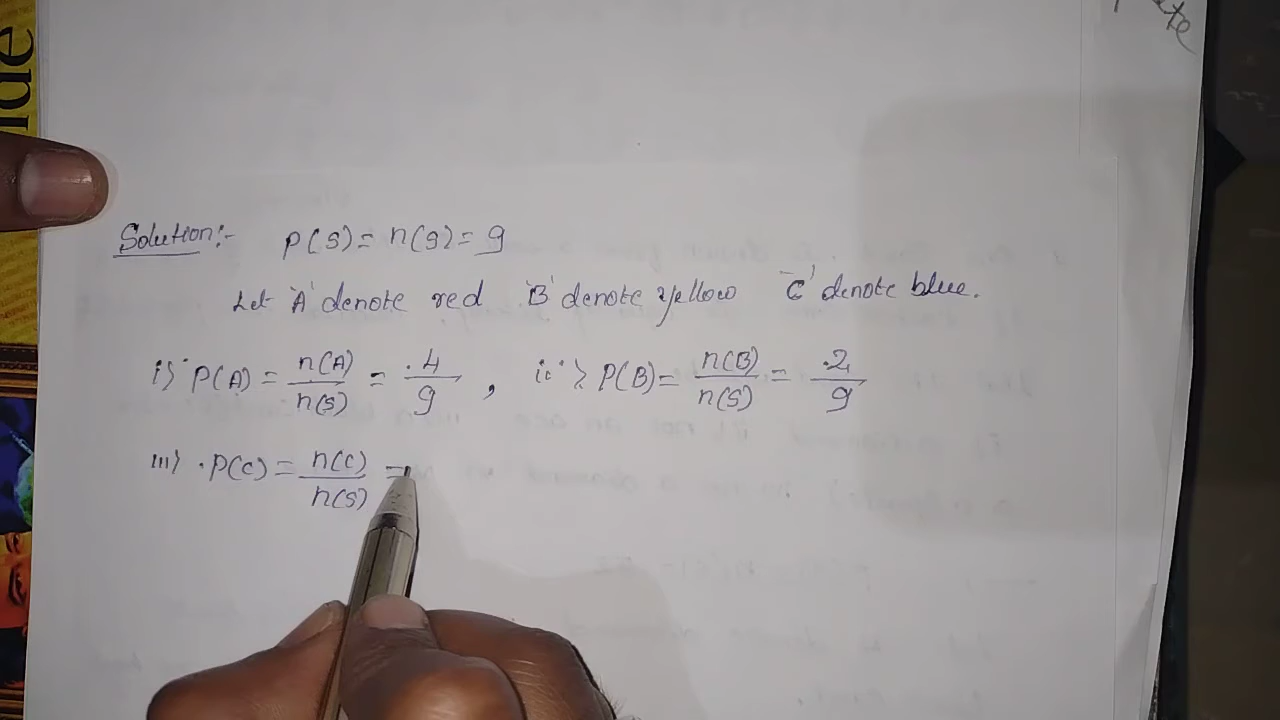 Solution:- P(S) = n(S) = 9
Let 'A' denote red 'B' denote yellow 'C' denote blue.
i) P(A) = n(A)/n(S) = 4/9 , ii) P(B) = n(B)/n(S) = 2/9
iii) P(C) = n(C)/n(S) =